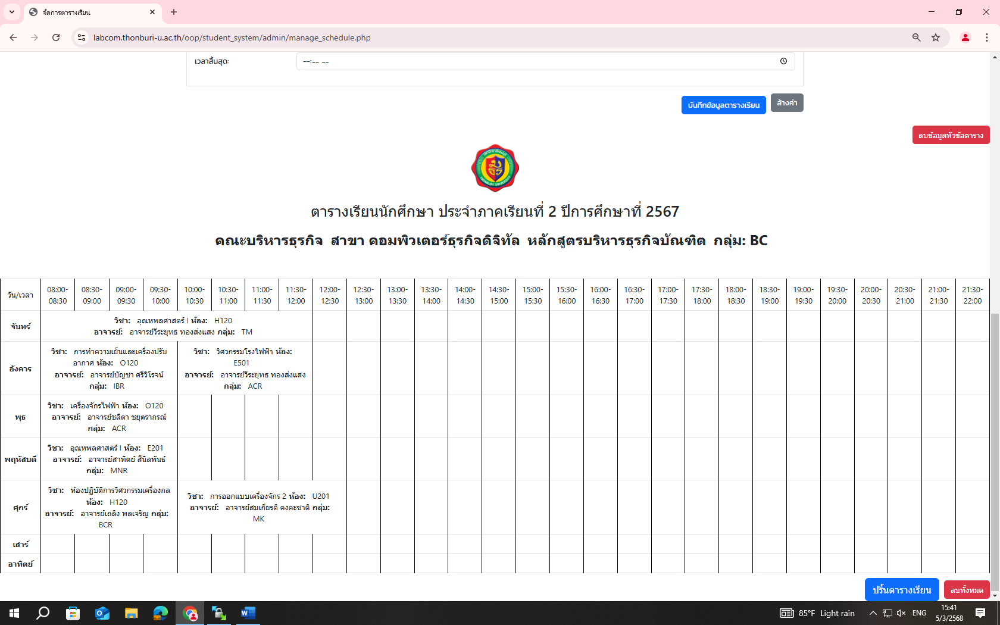 จัดการตารางเรียน
labcom.thonburi-u.ac.th/oop/student_system/admin/manage_schedule.php
เวลาสิ้นสุด: --:-- --
บันทึกข้อมูลตารางเรียน ล้างค่า
ลบข้อมูลหัวข้อตาราง
ตารางเรียนนักศึกษา ประจำภาคเรียนที่ 2 ปีการศึกษาที่ 2567
คณะบริหารธุรกิจ สาขา คอมพิวเตอร์ธุรกิจดิจิทัล หลักสูตรบริหารธุรกิจบัณฑิต กลุ่ม: BC
วัน/เวลา 08:00-08:30 08:30-09:00 09:00-09:30 09:30-10:00 10:00-10:30 10:30-11:00 11:00-11:30 11:30-12:00 12:00-12:30 12:30-13:00 13:00-13:30 13:30-14:00 14:00-14:30 14:30-15:00 15:00-15:30 15:30-16:00 16:00-16:30 16:30-17:00 17:00-17:30 17:30-18:00 18:00-18:30 18:30-19:00 19:00-19:30 19:30-20:00 20:00-20:30 20:30-21:00 21:00-21:30 21:30-22:00
จันทร์
วิชา: อุณหพลศาสตร์ I ห้อง: H120
อาจารย์: อาจารย์วีระยุทธ ทองส่งแสง กลุ่ม: TM
อังคาร
วิชา: การทำความเย็นและเครื่องปรับ
อากาศ ห้อง: O120
อาจารย์: อาจารย์บัญชา ศรีวิโรจน์
กลุ่ม: IBR
วิชา: วิศวกรรมโรงไฟฟ้า ห้อง:
E501
อาจารย์: อาจารย์วีระยุทธ ทองส่งแสง
กลุ่ม: ACR
พุธ
วิชา: เครื่องจักรไฟฟ้า ห้อง: O120
อาจารย์: อาจารย์ชลิตา ชยุตรากรณ์
กลุ่ม: ACR
พฤหัสบดี
วิชา: อุณหพลศาสตร์ I ห้อง: E201
อาจารย์: อาจารย์สาทิตย์ สีนิลพันธ์
กลุ่ม: MNR
ศุกร์
วิชา: ห้องปฏิบัติการวิศวกรรมเครื่องกล
ห้อง: H120
อาจารย์: อาจารย์เถลิง พลเจริญ กลุ่ม:
BCR
วิชา: การออกแบบเครื่องจักร 2 ห้อง: U201
อาจารย์: อาจารย์สมเกียรติ คงคะชาติ กลุ่ม:
MK
เสาร์
อาทิตย์
ปริ้นตารางเรียน ลบทั้งหมด
85°F Light rain ENG 15:41
5/3/2568